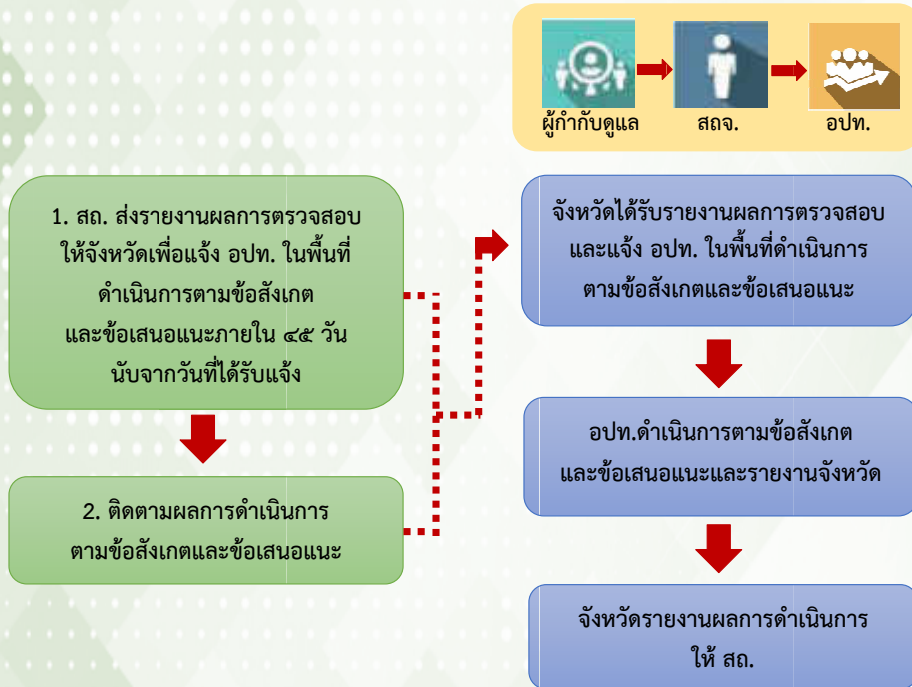 ผู้กำกับดูแล
สถจ.
อปท.
1. สถ. ส่งรายงานผลการตรวจสอบ
ให้จังหวัดเพื่อแจ้ง อปท. ในพื้นที่
ดำเนินการตามข้อสังเกต
และข้อเสนอแนะภายใน ๔๕ วัน
นับจากวันที่ได้รับแจ้ง
2. ติดตามผลการดำเนินการ
ตามข้อสังเกตและข้อเสนอแนะ
จังหวัดได้รับรายงานผลการตรวจสอบ
และแจ้ง อปท. ในพื้นที่ดำเนินการ
ตามข้อสังเกตและข้อเสนอแนะ
อปท.ดำเนินการตามข้อสังเกต
และข้อเสนอแนะและรายงานจังหวัด
จังหวัดรายงานผลการดำเนินการ
ให้ สถ.